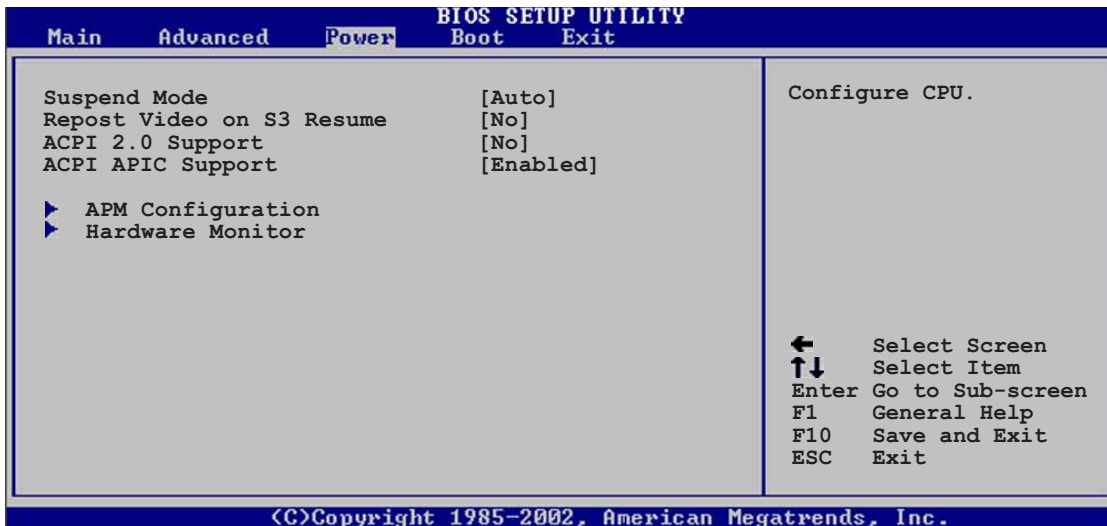 BIOS SETUP UTILITY
Main Advanced Power Boot Exit
Suspend Mode [Auto]
Repost Video on S3 Resume [No]
ACPI 2.0 Support [No]
ACPI APIC Support [Enabled]
APM Configuration
Hardware Monitor
Configure CPU.
← Select Screen
↑↓ Select Item
Enter Go to Sub-screen
F1 General Help
F10 Save and Exit
ESC Exit
(C)Copyright 1985-2002, American Megatrends, Inc.